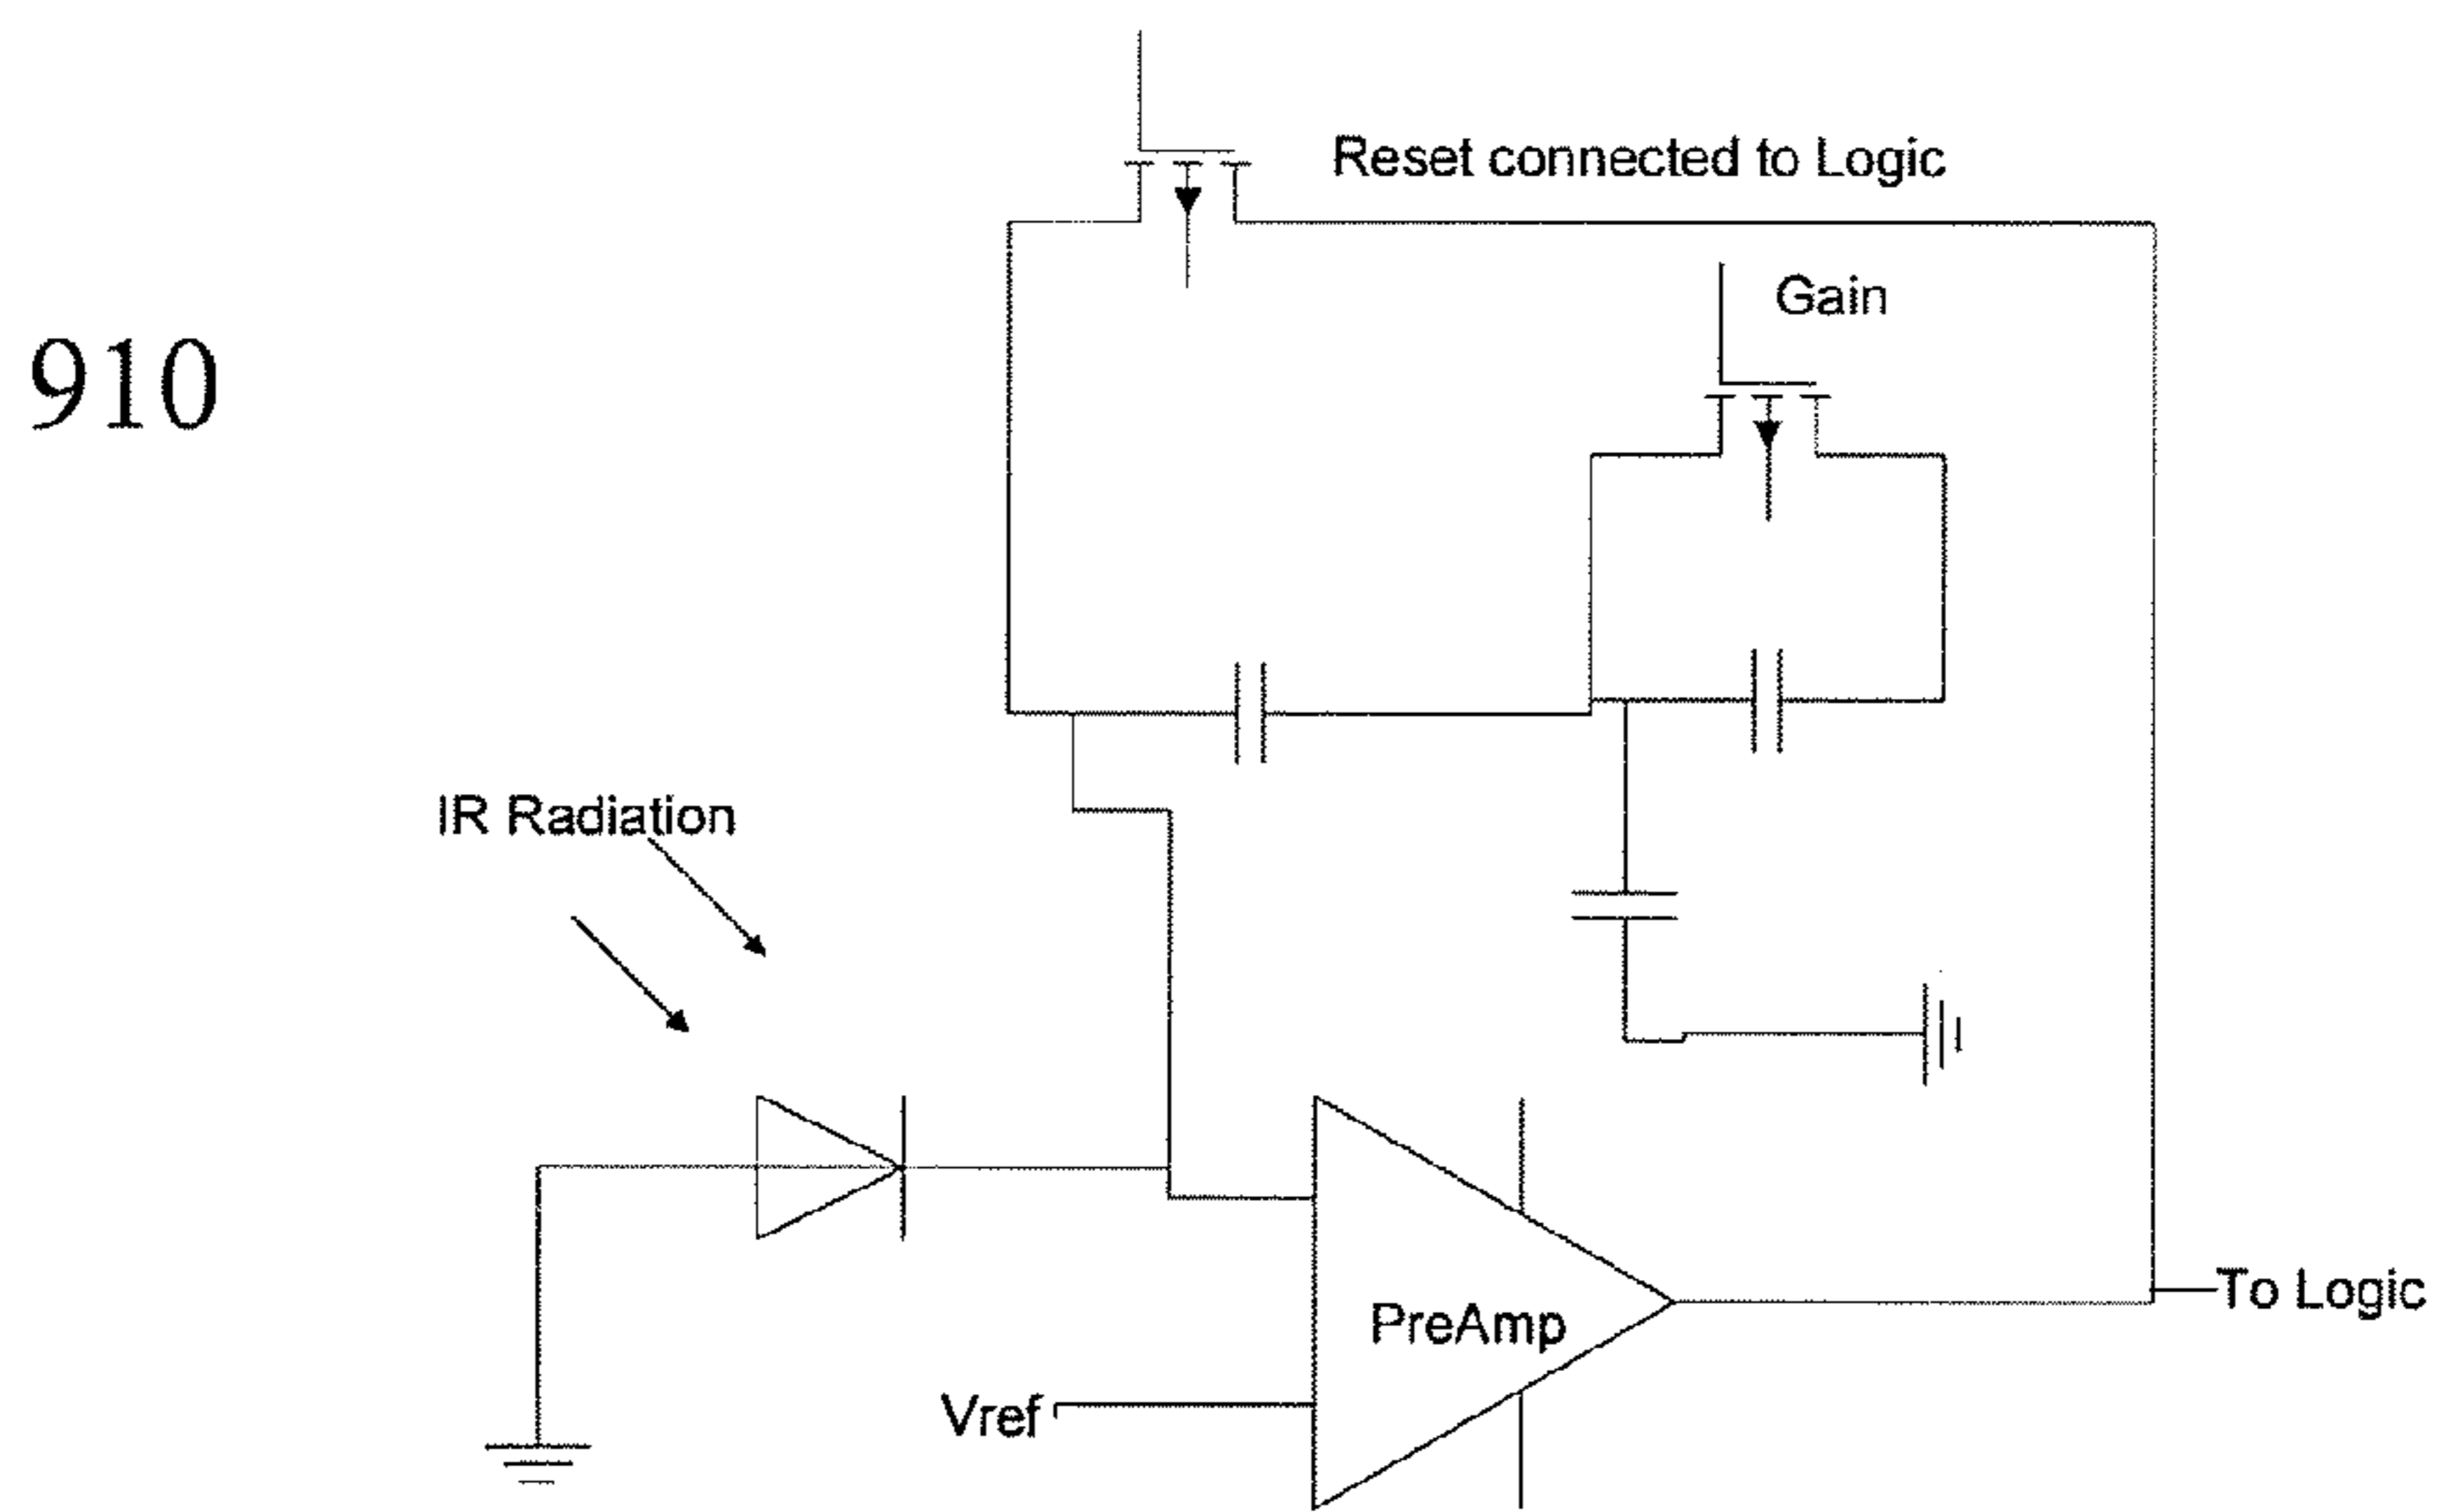 Reset connected to Logic
Gain
910
IR Radiation
PreAmp
To Logic
Vref